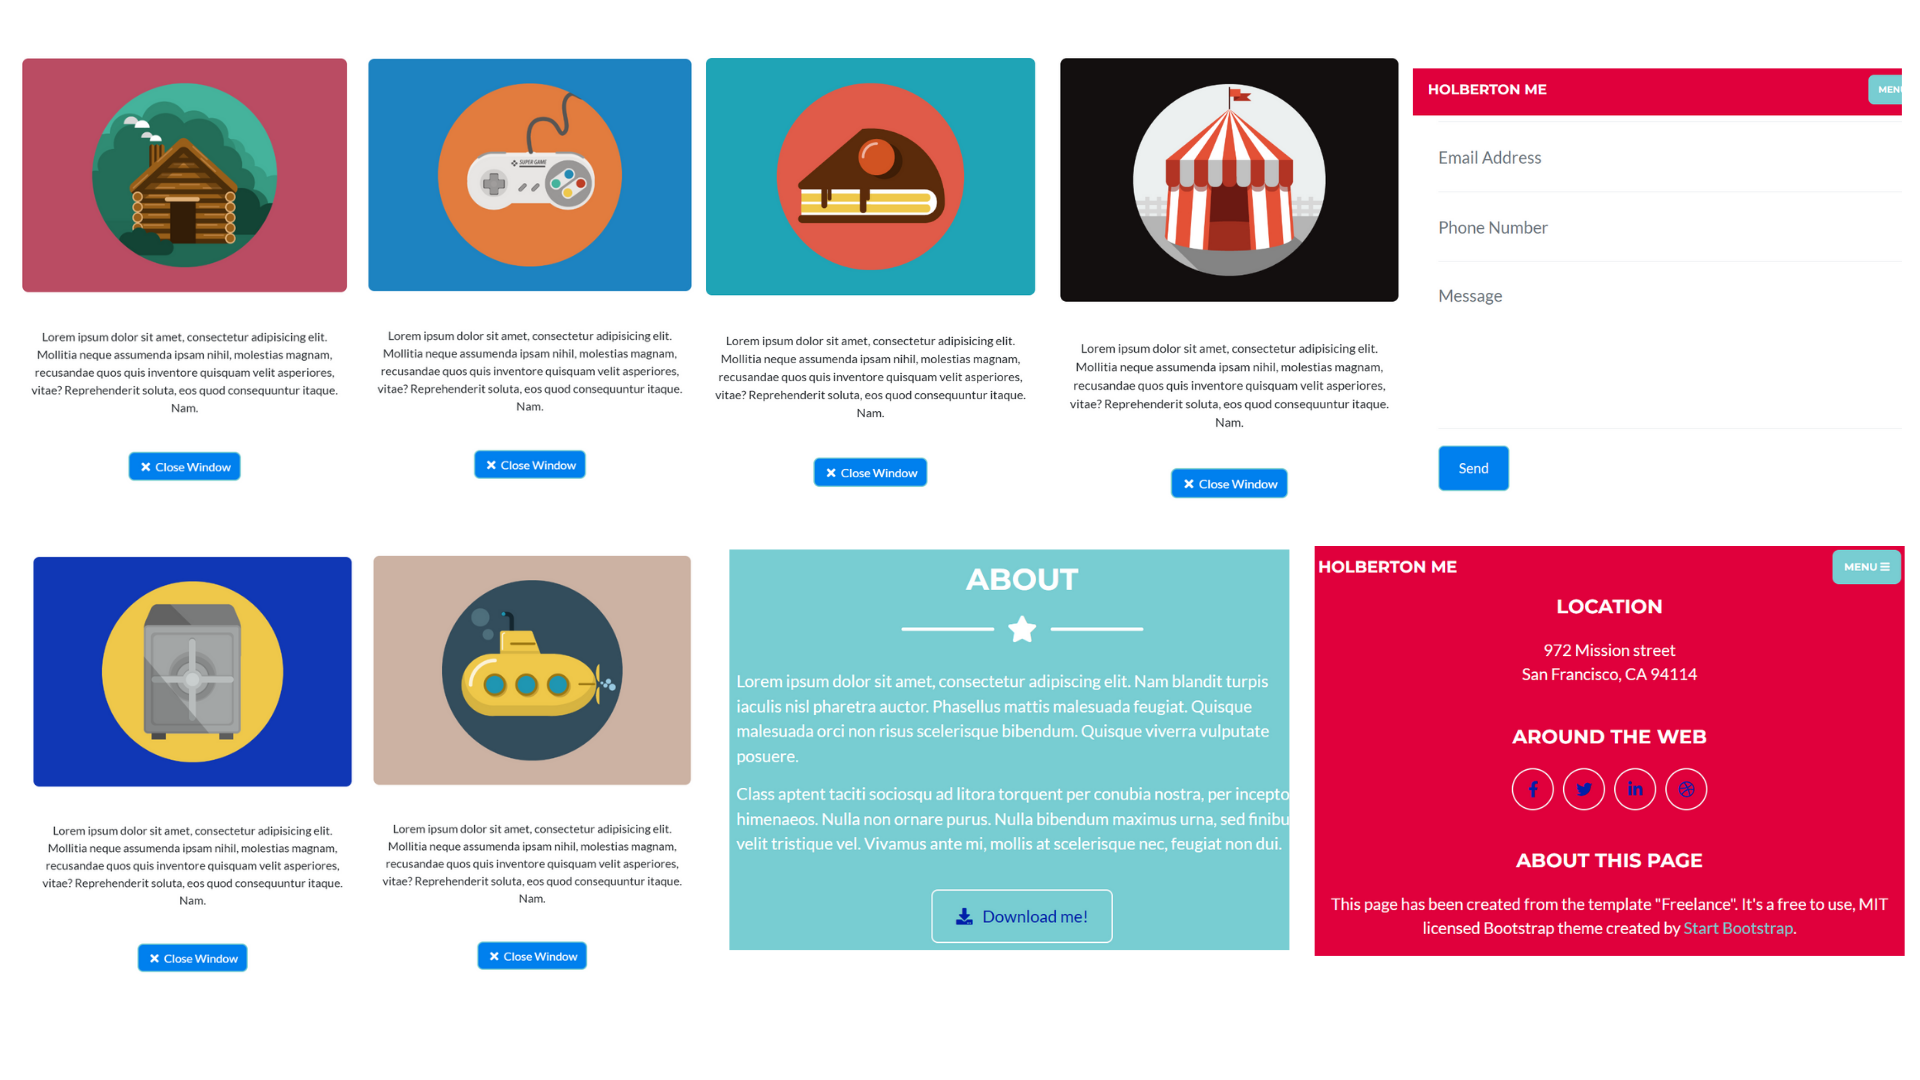 SUPER GAME
Lorem ipsum dolor sit amet, consectetur adipisicing elit.
Mollitia neque assumenda ipsam nihil, molestias magnam,
recusandae quos quis inventore quisquam velit asperiores,
vitae? Reprehenderit soluta, eos quod consequuntur itaque.
Nam.
Close Window
Lorem ipsum dolor sit amet, consectetur adipisicing elit.
Mollitia neque assumenda ipsam nihil, molestias magnam,
recusandae quos quis inventore quisquam velit asperiores,
vitae? Reprehenderit soluta, eos quod consequuntur itaque.
Nam.
Close Window
Lorem ipsum dolor sit amet, consectetur adipisicing elit.
Mollitia neque assumenda ipsam nihil, molestias magnam,
recusandae quos quis inventore quisquam velit asperiores,
vitae? Reprehenderit soluta, eos quod consequuntur itaque.
Nam.
Close Window
Lorem ipsum dolor sit amet, consectetur adipisicing elit.
Mollitia neque assumenda ipsam nihil, molestias magnam,
recusandae quos quis inventore quisquam velit asperiores,
vitae? Reprehenderit soluta, eos quod consequuntur itaque.
Nam.
Close Window
HOLBERTON ME
MENU
Email Address
Phone Number
Message
Send
Lorem ipsum dolor sit amet, consectetur adipisicing elit.
Mollitia neque assumenda ipsam nihil, molestias magnam,
recusandae quos quis inventore quisquam velit asperiores,
vitae? Reprehenderit soluta, eos quod consequuntur itaque.
Nam.
Close Window
Lorem ipsum dolor sit amet, consectetur adipisicing elit.
Mollitia neque assumenda ipsam nihil, molestias magnam,
recusandae quos quis inventore quisquam velit asperiores,
vitae? Reprehenderit soluta, eos quod consequuntur itaque.
Nam.
Close Window
ABOUT
Lorem ipsum dolor sit amet, consectetur adipiscing elit. Nam blandit turpis
iaculis nisl pharetra auctor. Phasellus mattis malesuada feugiat. Quisque
malesuada orci non risus scelerisque bibendum. Quisque viverra vulputate
posuere.
Class aptent taciti sociosqu ad litora torquent per conubia nostra, per incepto
himenaeos. Nulla non ornare purus. Nulla bibendum maximus urna, sed finibu
velit tristique vel. Vivamus ante mi, mollis at scelerisque nec, feugiat non dui.
Download me!
HOLBERTON ME
MENU
LOCATION
972 Mission street
San Francisco, CA 94114
AROUND THE WEB
ABOUT THIS PAGE
This page has been created from the template "Freelance". It's a free to use, MIT
licensed Bootstrap theme created by Start Bootstrap.